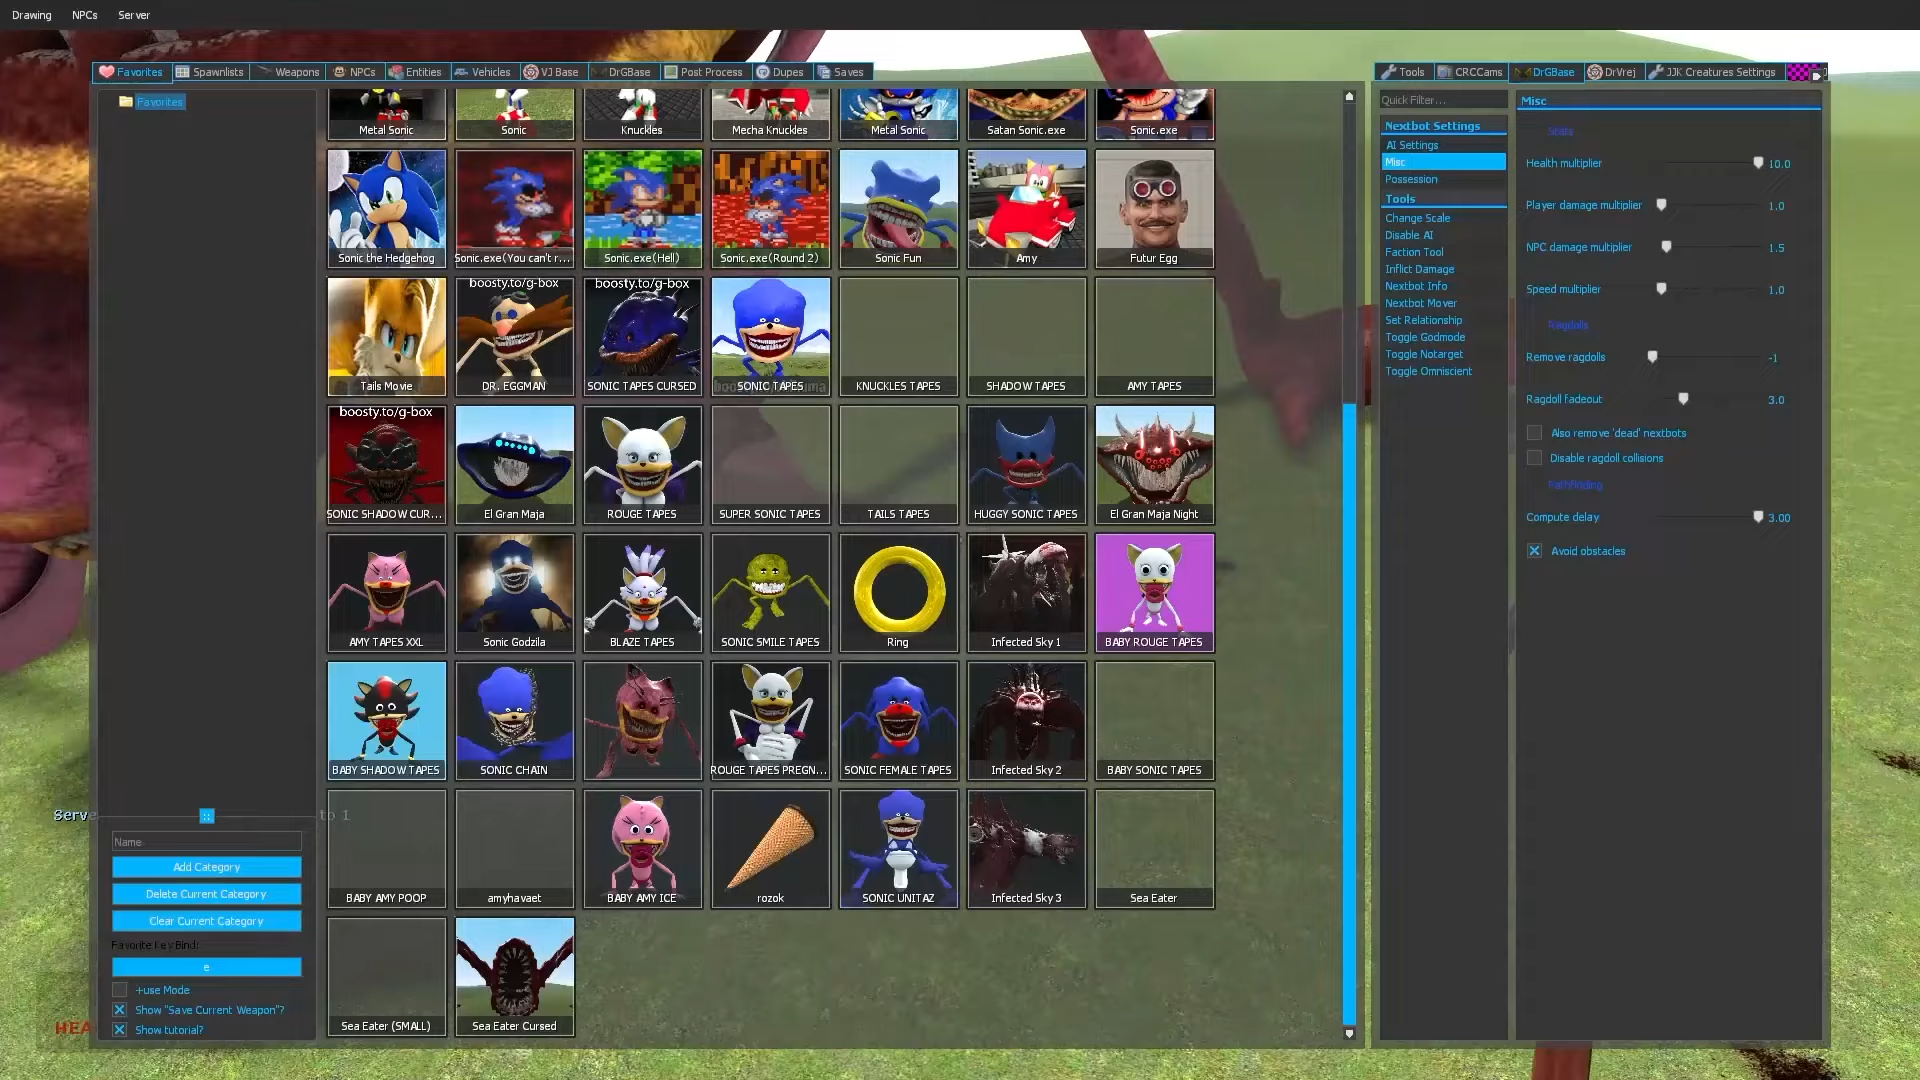 Drawing NPCs Server
Favorites Spawnlists Weapons NPCs Entities Vehicles VJ Base DrGBase Post Process Dupes Saves
Tools CRCCams DrGBase DrVrej JJK Creatures Settings
Favorites
Metal Sonic Sonic Knuckles Mecha Knuckles Metal Sonic Satan Sonic.exe Sonic.exe
Sonic the Hedgehog Sonic.exe(You can't r... Sonic.exe(Hell) Sonic.exe(Round 2) Sonic Fun Amy Futur Egg
boosty.to/g-box boosty.to/g-box
Tails Movie DR. EGGMAN SONIC TAPES CURSED SONIC TAPES KNUCKLES TAPES SHADOW TAPES AMY TAPES
boosty.to/g-box
SONIC SHADOW CUR... El Gran Maja ROUGE TAPES SUPER SONIC TAPES TAILS TAPES HUGGY SONIC TAPES El Gran Maja Night
AMY TAPES XXL Sonic Godzila BLAZE TAPES SONIC SMILE TAPES Ring Infected Sky 1 BABY ROUGE TAPES
BABY SHADOW TAPES SONIC CHAIN ROUGE TAPES PREGN... SONIC FEMALE TAPES Infected Sky 2 BABY SONIC TAPES
BABY AMY POOP amyhavaet BABY AMY ICE rozok SONIC UNITAZ Infected Sky 3 Sea Eater
Sea Eater (SMALL) Sea Eater Cursed
Serve to 1
Name
Add Category
Delete Current Category
Clear Current Category
Favorite Key Bind:
e
+use Mode
Show "Save Current Weapon"?
Show tutorial?
HEA
Quick Filter...
Nextbot Settings
AI Settings
Misc
Possession
Tools
Change Scale
Disable AI
Faction Tool
Inflict Damage
Nextbot Info
Nextbot Mover
Set Relationship
Toggle Godmode
Toggle Notarget
Toggle Omniscient
Misc
Stats
Health multiplier 10.0
Player damage multiplier 1.0
NPC damage multiplier 1.5
Speed multiplier 1.0
Ragdolls
Remove ragdolls -1
Ragdoll fadeout 3.0
Also remove 'dead' nextbots
Disable ragdoll collisions
Pathfinding
Compute delay 3.00
Avoid obstacles